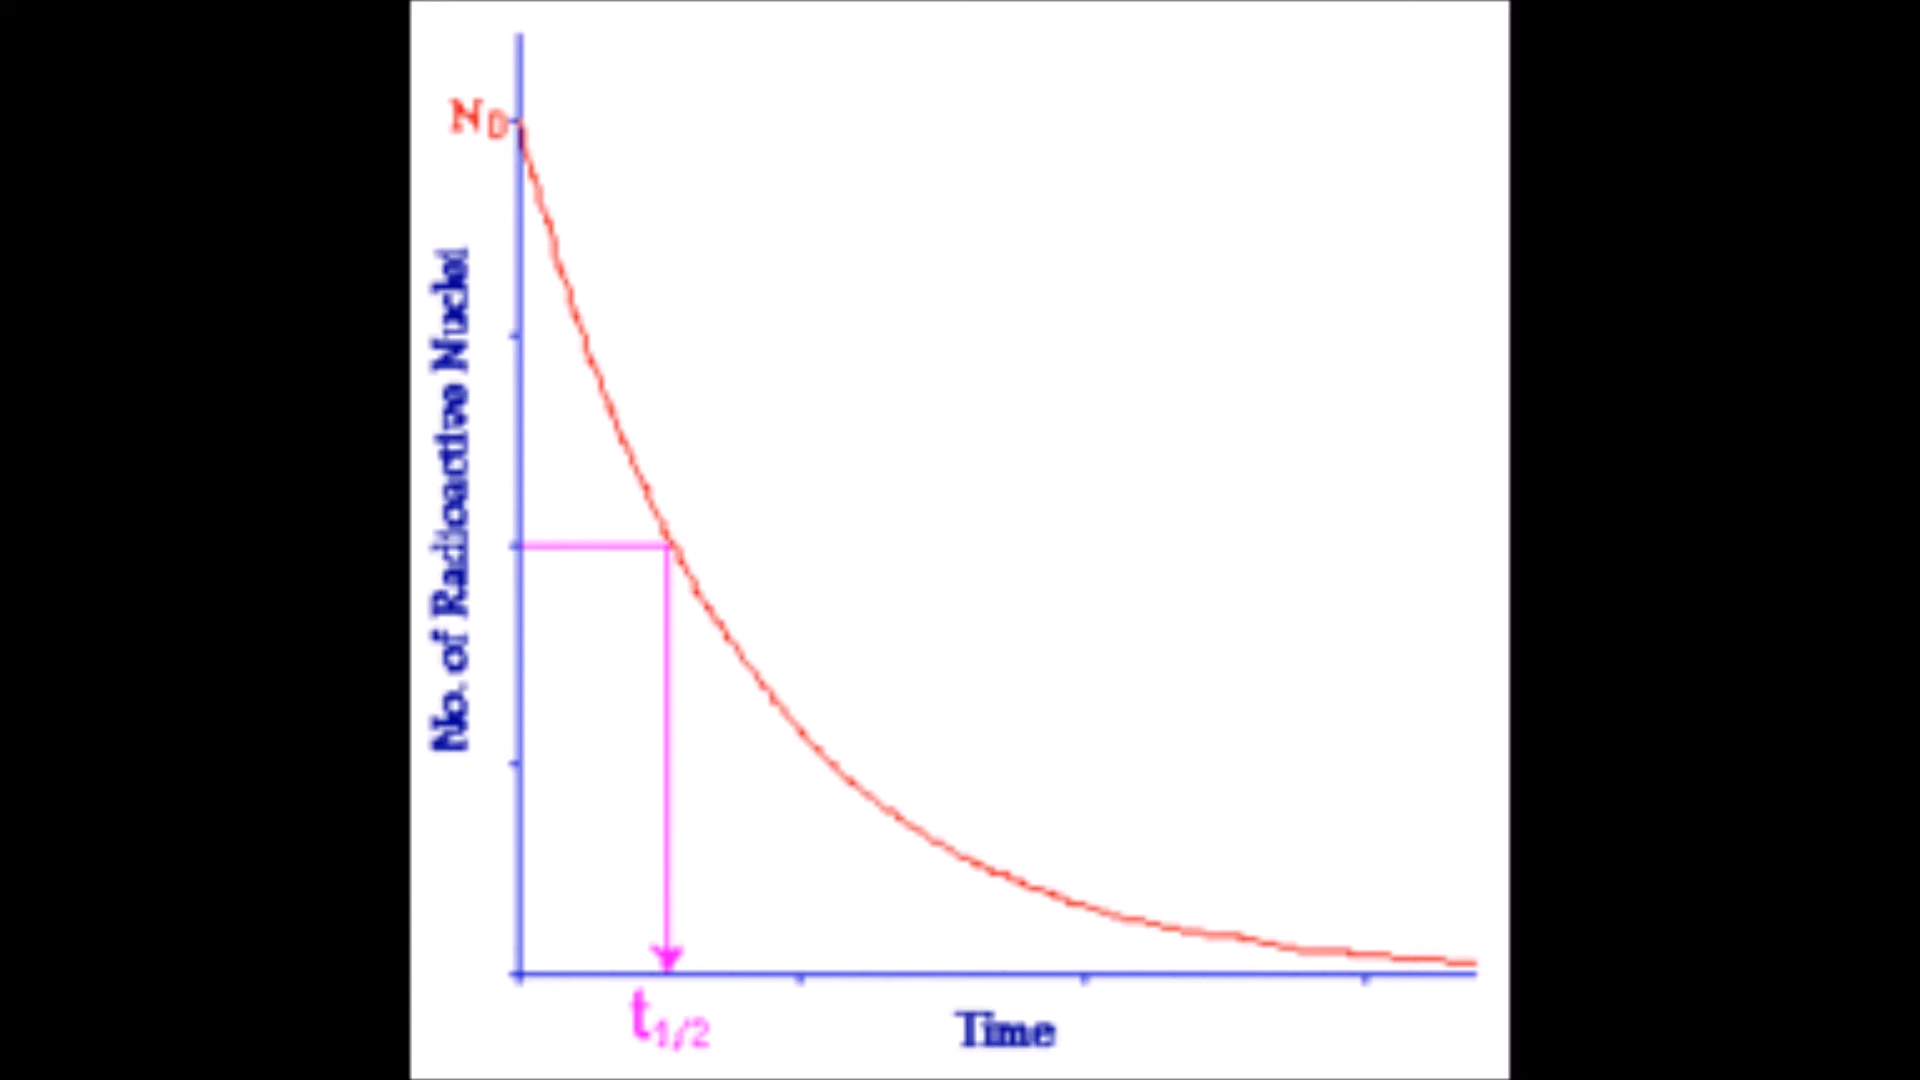 N₀
No. of Radioactive Nuclei
t₁/₂
Time